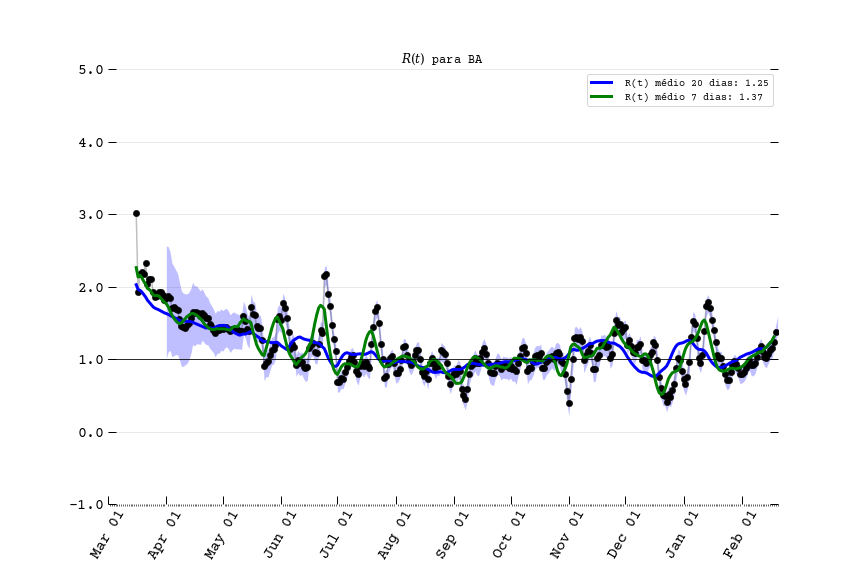 R(t) para BA
R(t) médio 20 dias: 1.25
R(t) médio 7 dias: 1.37
5.0
4.0
3.0
2.0
1.0
0.0
-1.0
Mar 01
Apr 01
May 01
Jun 01
Jul 01
Aug 01
Sep 01
Oct 01
Nov 01
Dec 01
Jan 01
Feb 01